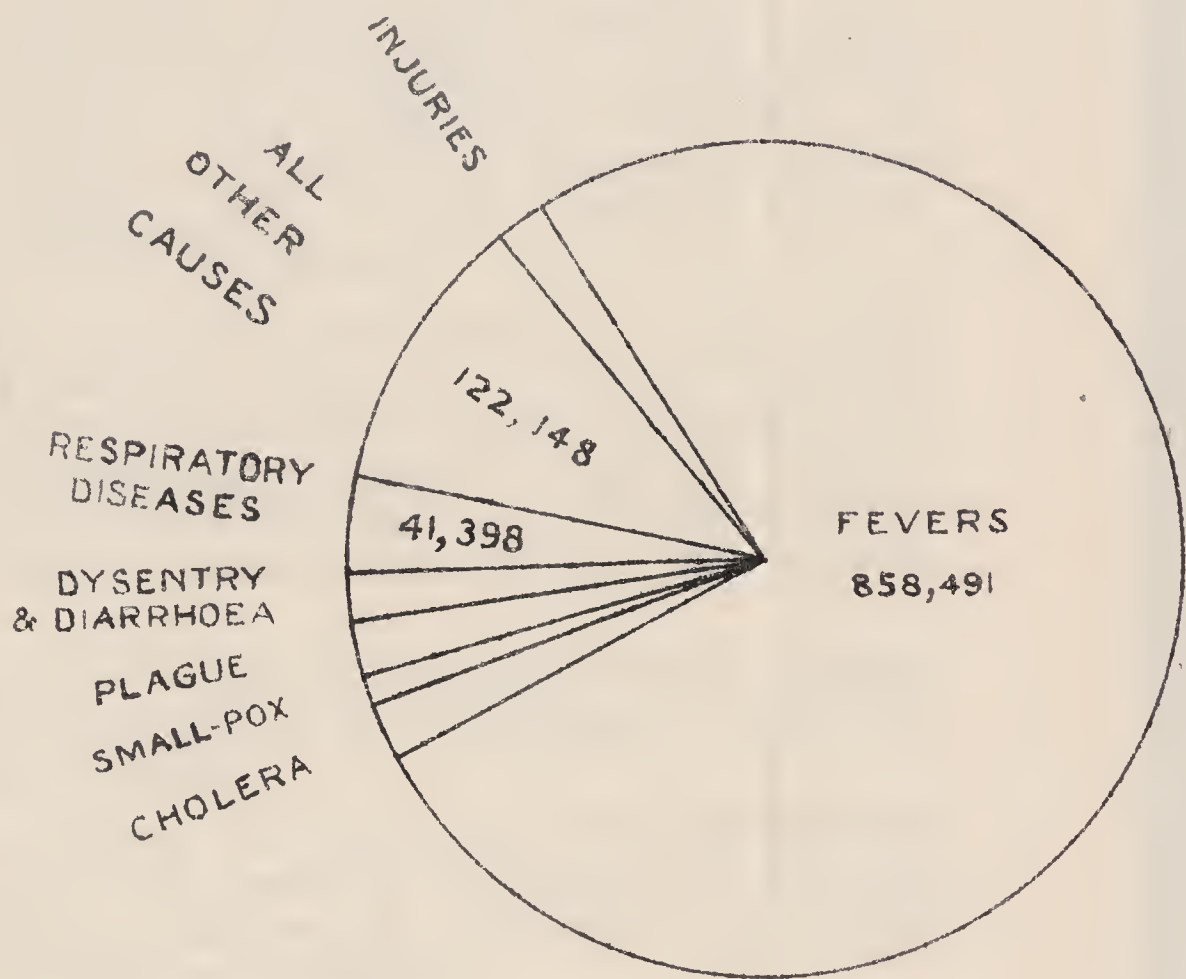 INJURIES
ALL
OTHER
CAUSES
122,148
RESPIRATORY
DISEASES
41,398
FEVERS
858,491
DYSENTRY
& DIARRHOEA
PLAGUE
SMALL-POX
CHOLERA